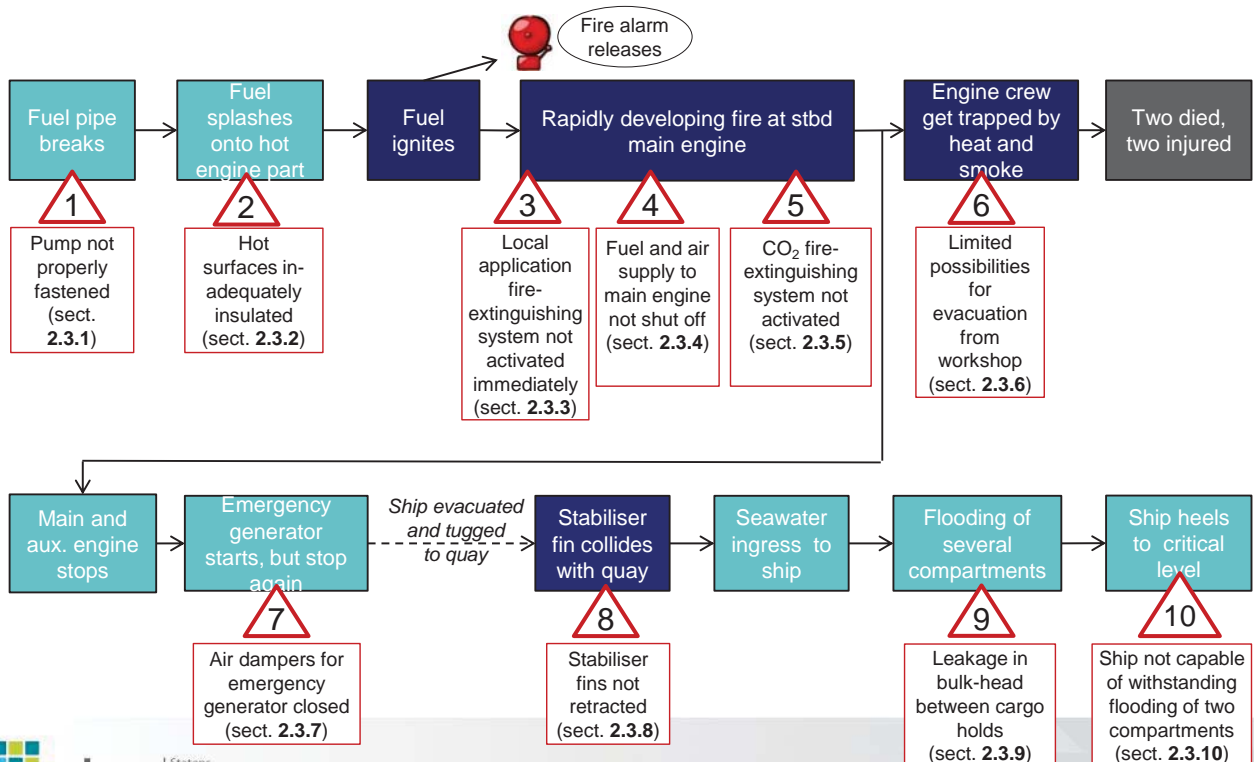 Fire alarm
releases
Fuel pipe
breaks
Fuel
splashes
onto hot
engine part
Fuel
ignites
Rapidly developing fire at stbd
main engine
Engine crew
get trapped by
heat and
smoke
Two died,
two injured
1
Pump not
properly
fastened
(sect.
2.3.1)
2
Hot
surfaces in-
adequately
insulated
(sect. 2.3.2)
3
Local
application
fire-
extinguishing
system not
activated
immediately
(sect. 2.3.3)
4
Fuel and air
supply to
main engine
not shut off
(sect. 2.3.4)
5
CO₂ fire-
extinguishing
system not
activated
(sect. 2.3.5)
6
Limited
possibilities
for
evacuation
from
workshop
(sect. 2.3.6)
Main and
aux. engine
stops
Emergency
generator
starts, but stop
again
Ship evacuated
and tugged
to quay
Stabiliser
fin collides
with quay
Seawater
ingress to
ship
Flooding of
several
compartments
Ship heels
to critical
level
7
Air dampers for
emergency
generator closed
(sect. 2.3.7)
8
Stabiliser
fins not
retracted
(sect. 2.3.8)
9
Leakage in
bulk-head
between cargo
holds
(sect. 2.3.9)
10
Ship not capable
of withstanding
flooding of two
compartments
(sect. 2.3.10)